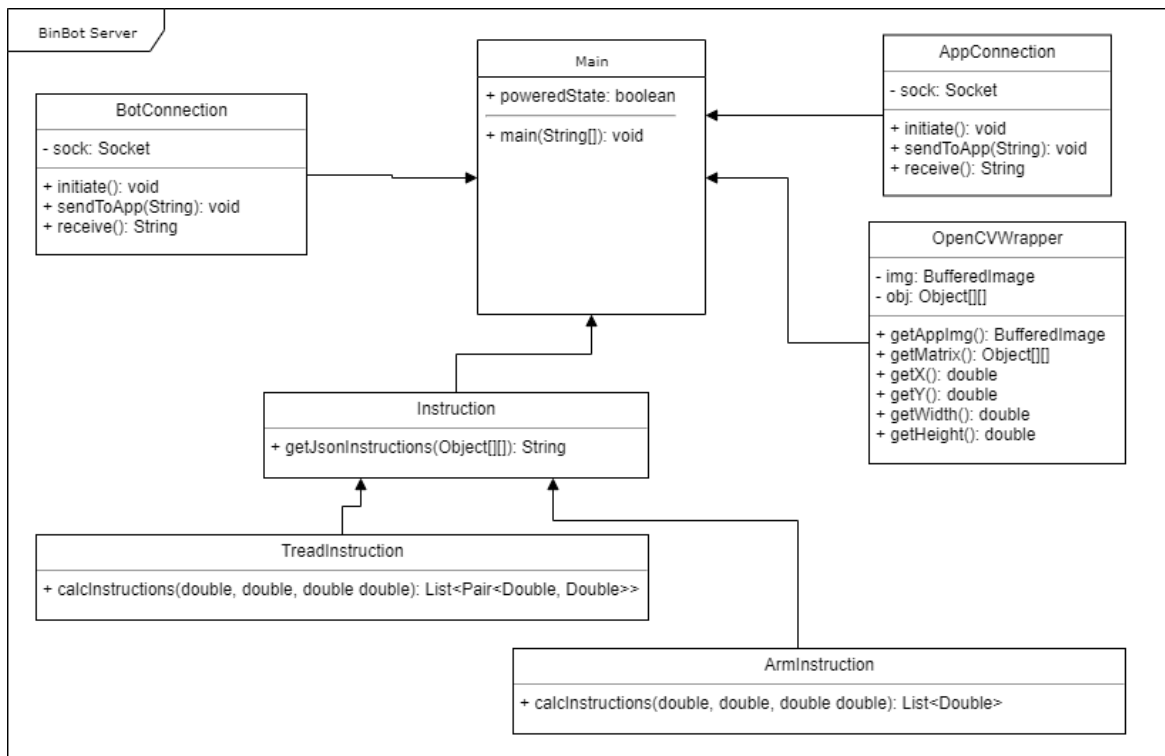 BinBot Server
Main
+ poweredState: boolean
+ main(String[]): void
AppConnection
- sock: Socket
+ initiate(): void
+ sendToApp(String): void
+ receive(): String
BotConnection
- sock: Socket
+ initiate(): void
+ sendToApp(String): void
+ receive(): String
OpenCVWrapper
- img: BufferedImage
- obj: Object[][]
+ getAppImg(): BufferedImage
+ getMatrix(): Object[][]
+ getX(): double
+ getY(): double
+ getWidth(): double
+ getHeight(): double
Instruction
+ getJsonInstructions(Object[][]): String
TreadInstruction
+ calcInstructions(double, double, double double): List<Pair<Double, Double>>
ArmInstruction
+ calcInstructions(double, double, double double): List<Double>